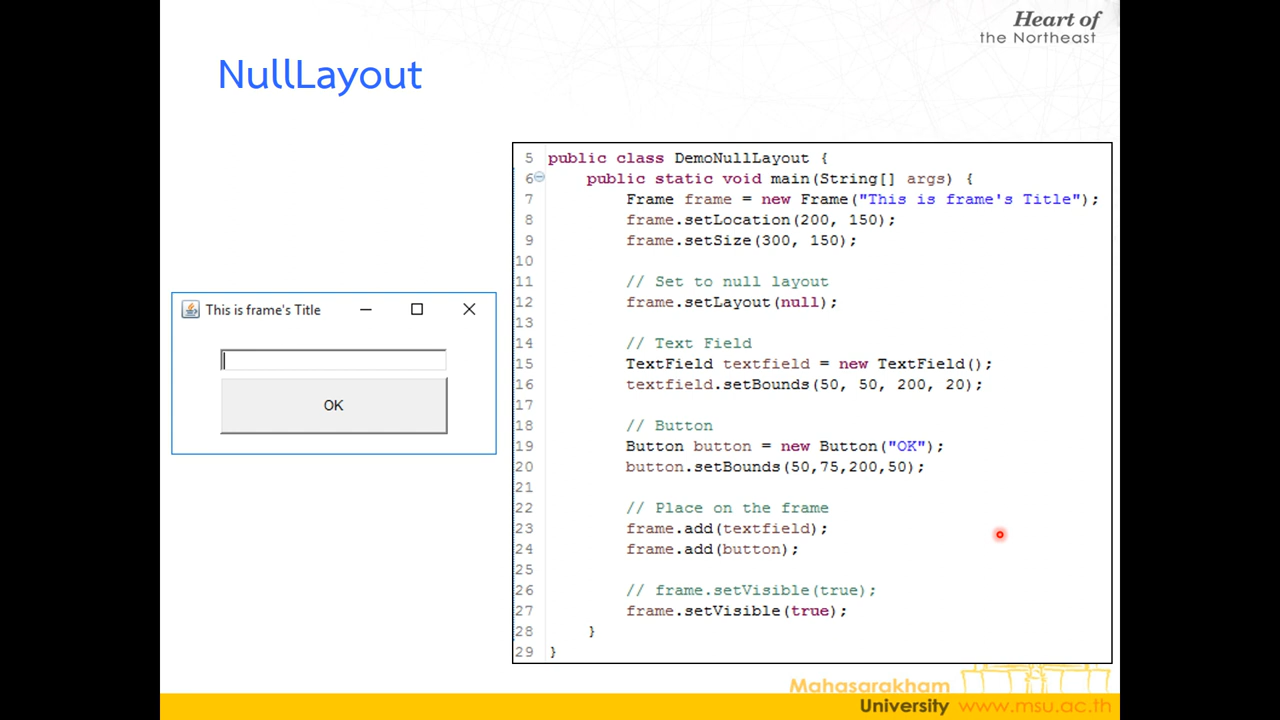 Heart of
the Northeast
NullLayout
This is frame's Title
OK
5 public class DemoNullLayout {
6 public static void main(String[] args) {
7 Frame frame = new Frame("This is frame's Title");
8 frame.setLocation(200, 150);
9 frame.setSize(300, 150);
10
11 // Set to null layout
12 frame.setLayout(null);
13
14 // Text Field
15 TextField textfield = new TextField();
16 textfield.setBounds(50, 50, 200, 20);
17
18 // Button
19 Button button = new Button("OK");
20 button.setBounds(50,75,200,50);
21
22 // Place on the frame
23 frame.add(textfield);
24 frame.add(button);
25
26 // frame.setVisible(true);
27 frame.setVisible(true);
28 }
29 }
Mahasarakham
University www.msu.ac.th